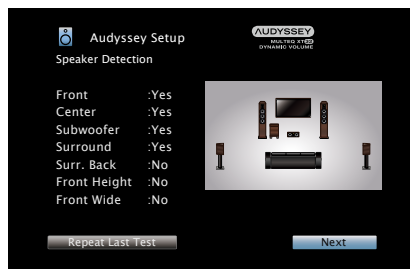 Audyssey Setup
AUDYSSEY
MULTEQ XT32
DYNAMIC VOLUME
Speaker Detection
Front :Yes
Center :Yes
Subwoofer :Yes
Surround :Yes
Surr. Back :No
Front Height :No
Front Wide :No
Repeat Last Test
Next